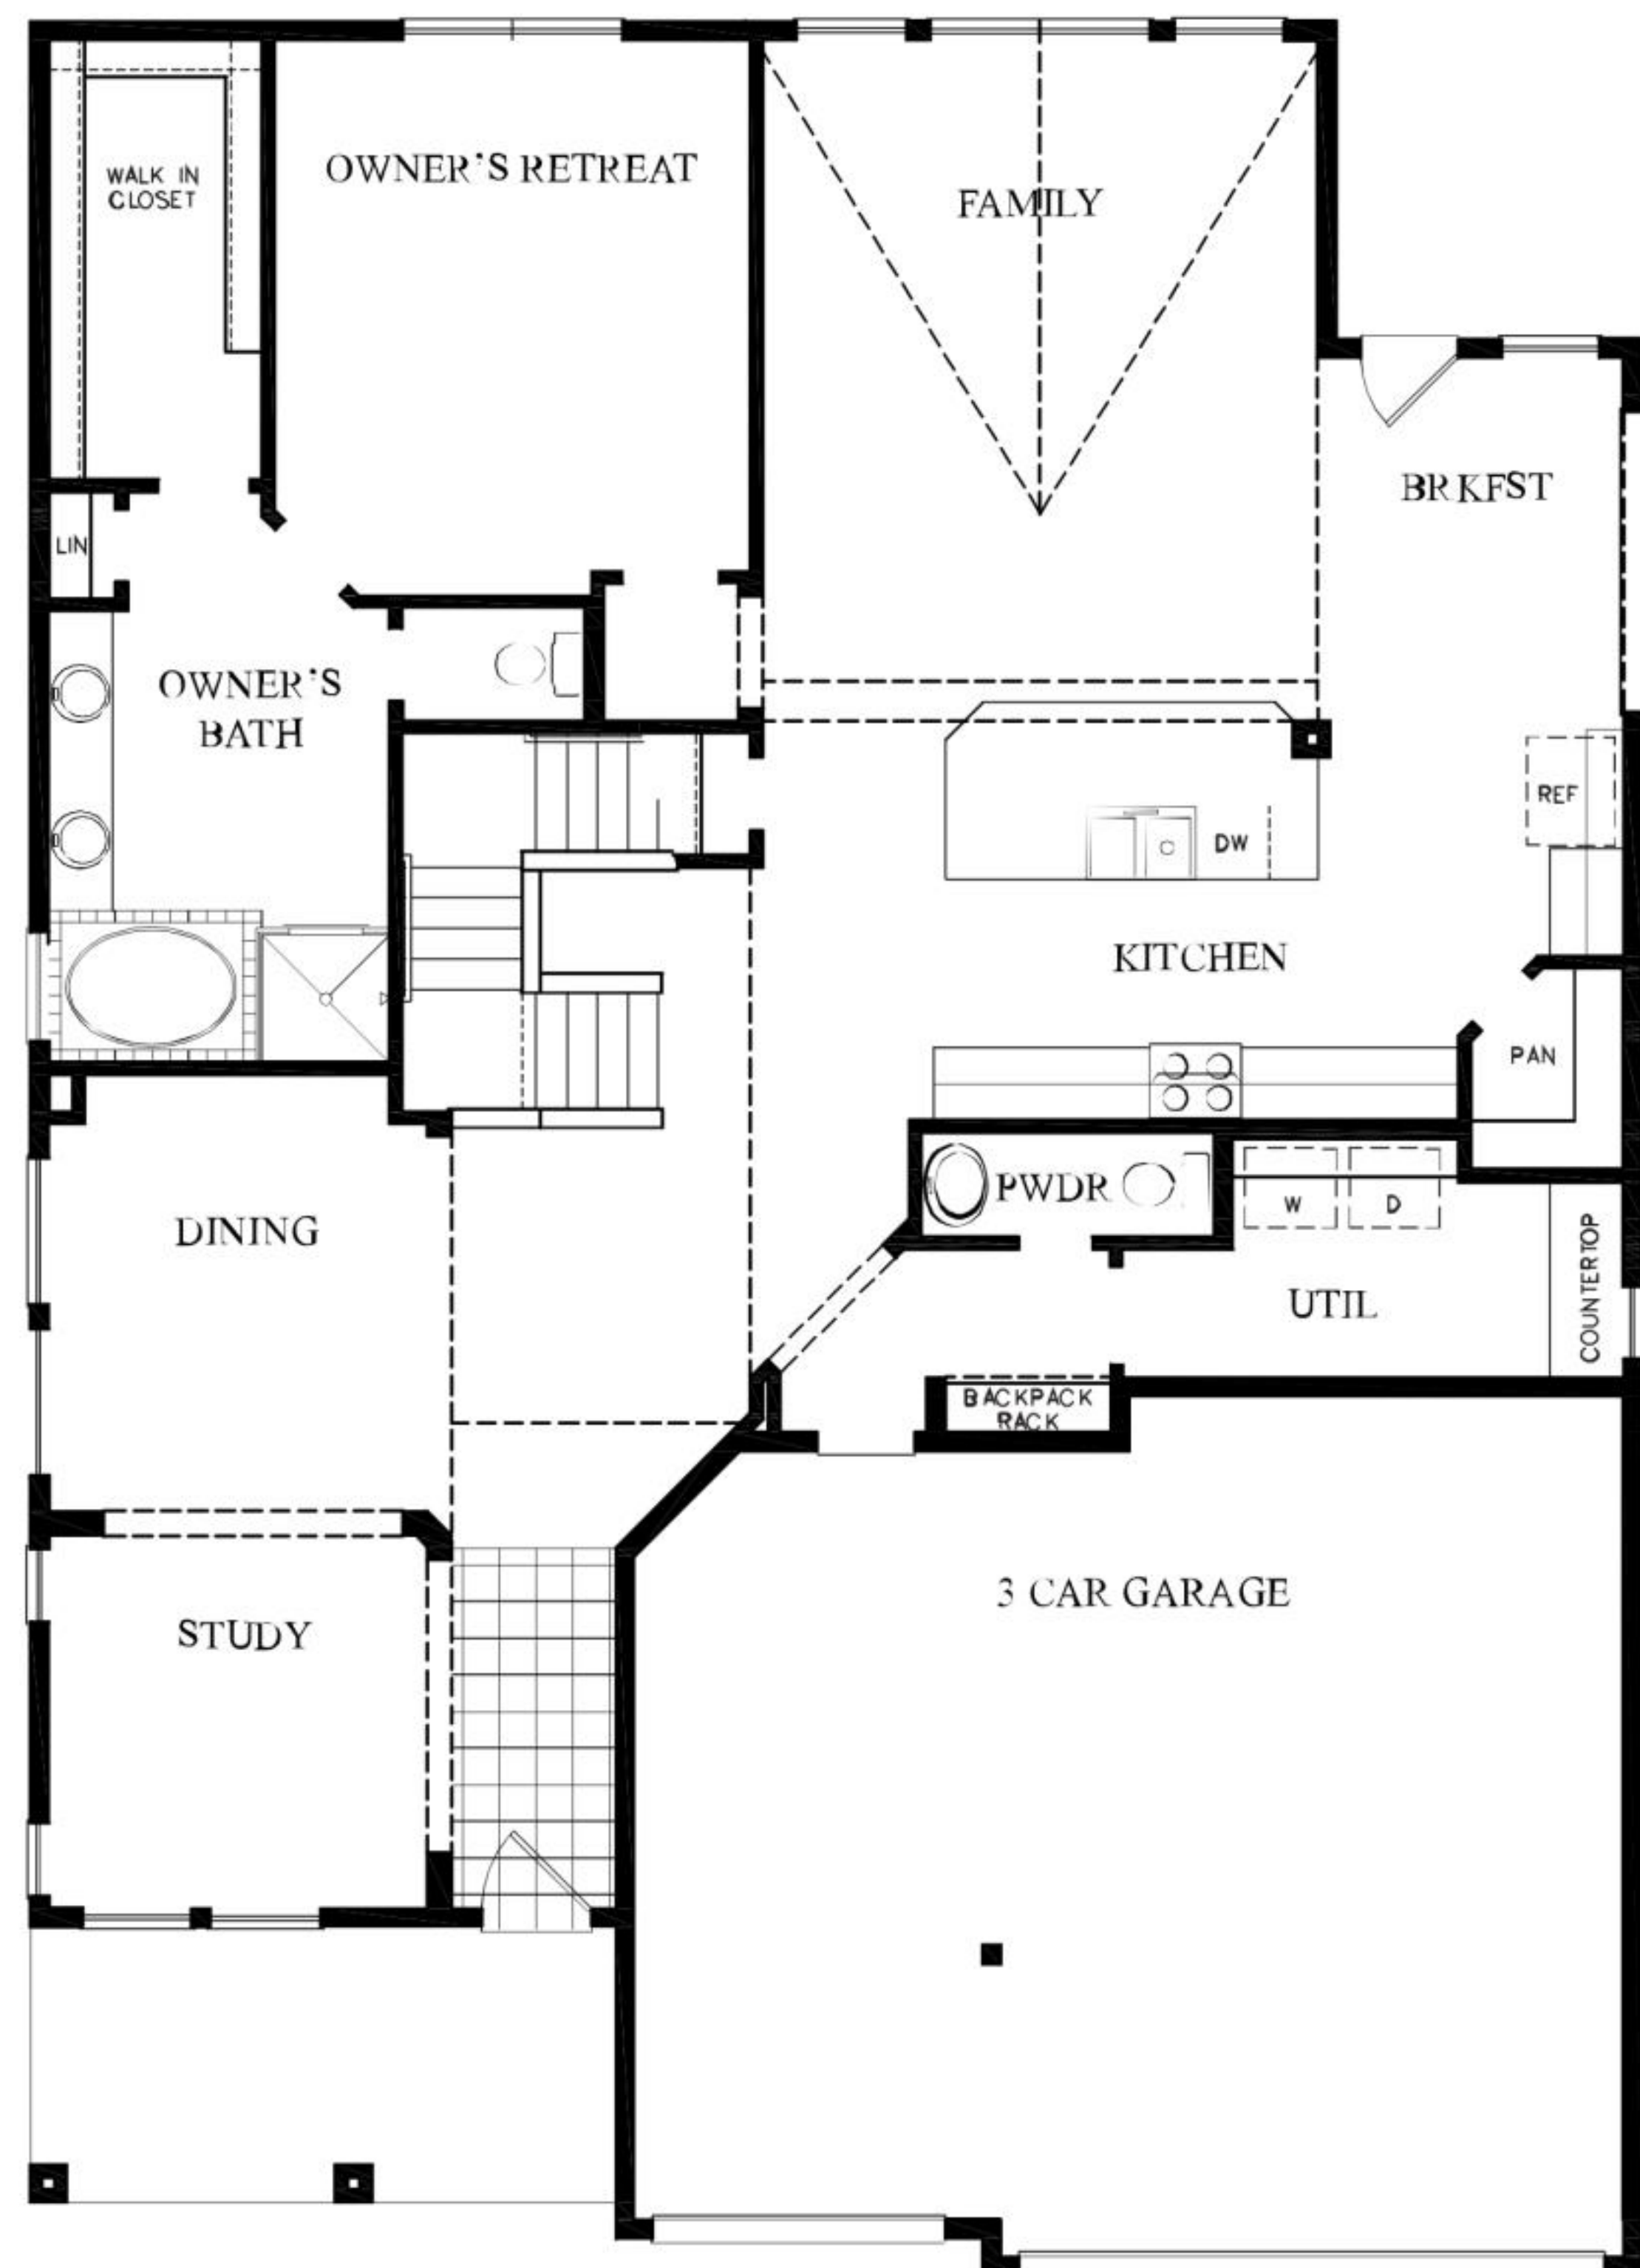 WALK IN
CLOSET
OWNER'S RETREAT
FAMILY
BRKFST
LIN
OWNER'S
BATH
REF
DW
KITCHEN
PAN
PWDR
W
D
DINING
COUNTERTOP
UTIL
BACKPACK
RACK
3 CAR GARAGE
STUDY